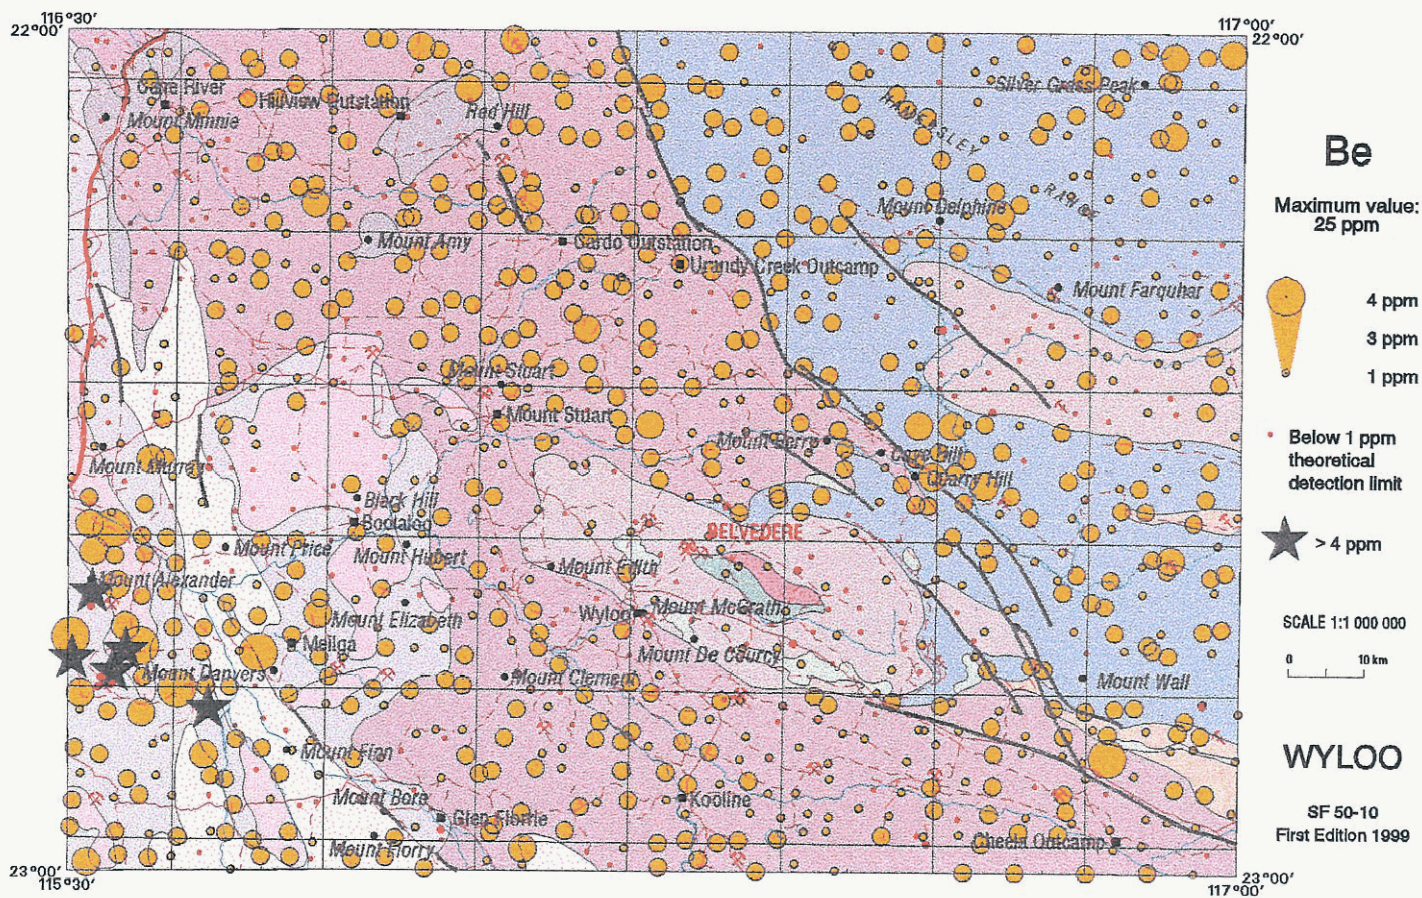 115°30'
22°00'
117°00'
22°00'
Cane River
Mount Minnie
Hillview Outstation
Red Hill
Silver Grass Peak
HAMERSLEY
RANGE
Mount Delphine
Mount Amy
Cardo Outstation
Urandy Creek Outcamp
Mount Farquhar
Mount Stuart
Mount Stuart
Mount Berry
Cave Hill
Quarry Hill
Mount Murray
Black Hill
Bootaloo
Mount Price
Mount Hubert
BELVEDERE
Mount Edith
Mount Alexander
Mount Elizabeth
Wyloo
Mount McGrath
Meilga
Mount De Courcy
Mount Danvers
Mount Clement
Mount Wall
Mount Fian
Mount Bore
Kooline
Glen Florrie
Mount Florry
Cheela Outcamp
23°00'
115°30'
23°00'
117°00'
Be
Maximum value:
25 ppm
4 ppm
3 ppm
1 ppm
Below 1 ppm
theoretical
detection limit
> 4 ppm
SCALE 1:1 000 000
0 10 km
WYLOO
SF 50-10
First Edition 1999